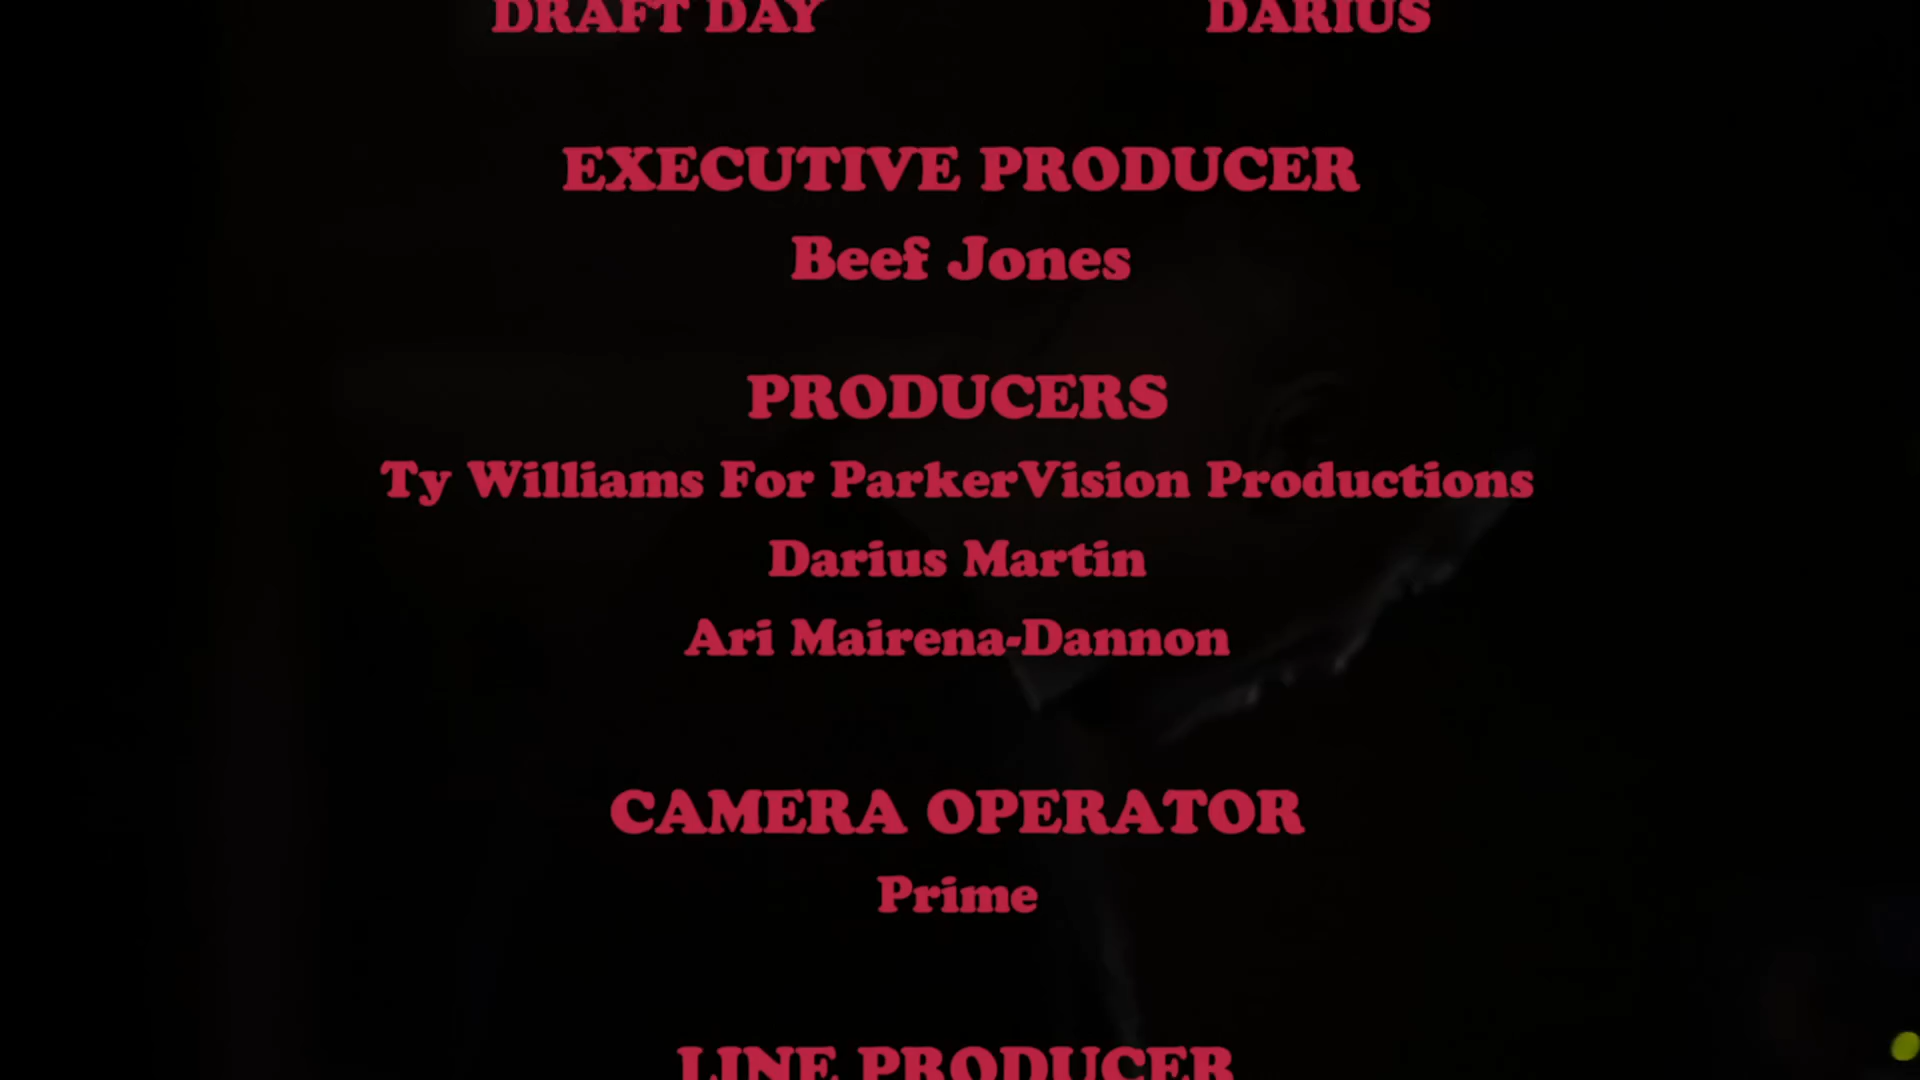 DRAFT DAY DARIUS
EXECUTIVE PRODUCER
Beef Jones
PRODUCERS
Ty Williams For ParkerVision Productions
Darius Martin
Ari Mairena-Dannon
CAMERA OPERATOR
Prime
LINE PRODUCER